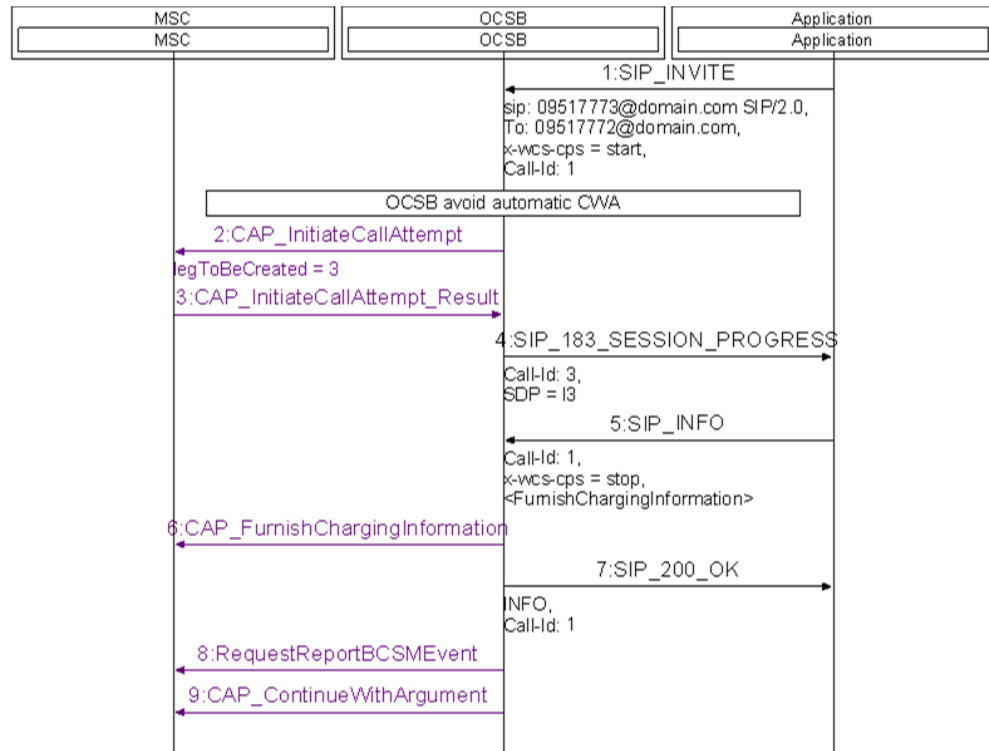 MSC
OCSB
Application
MSC
OCSB
Application
1:SIP_INVITE
sip: 09517773@domain.com SIP/2.0,
To: 09517772@domain.com,
x-wcs-cps = start,
Call-Id: 1
OCSB avoid automatic CWA
2:CAP_InitiateCallAttempt
legToBeCreated = 3
3:CAP_InitiateCallAttempt_Result
4:SIP_183_SESSION_PROGRESS
Call-Id: 3,
SDP = I3
5:SIP_INFO
Call-Id: 1,
x-wcs-cps = stop,
<FurnishChargingInformation>
6:CAP_FurnishChargingInformation
7:SIP_200_OK
INFO,
Call-Id: 1
8:RequestReportBCSMEvent
9:CAP_ContinueWithArgument